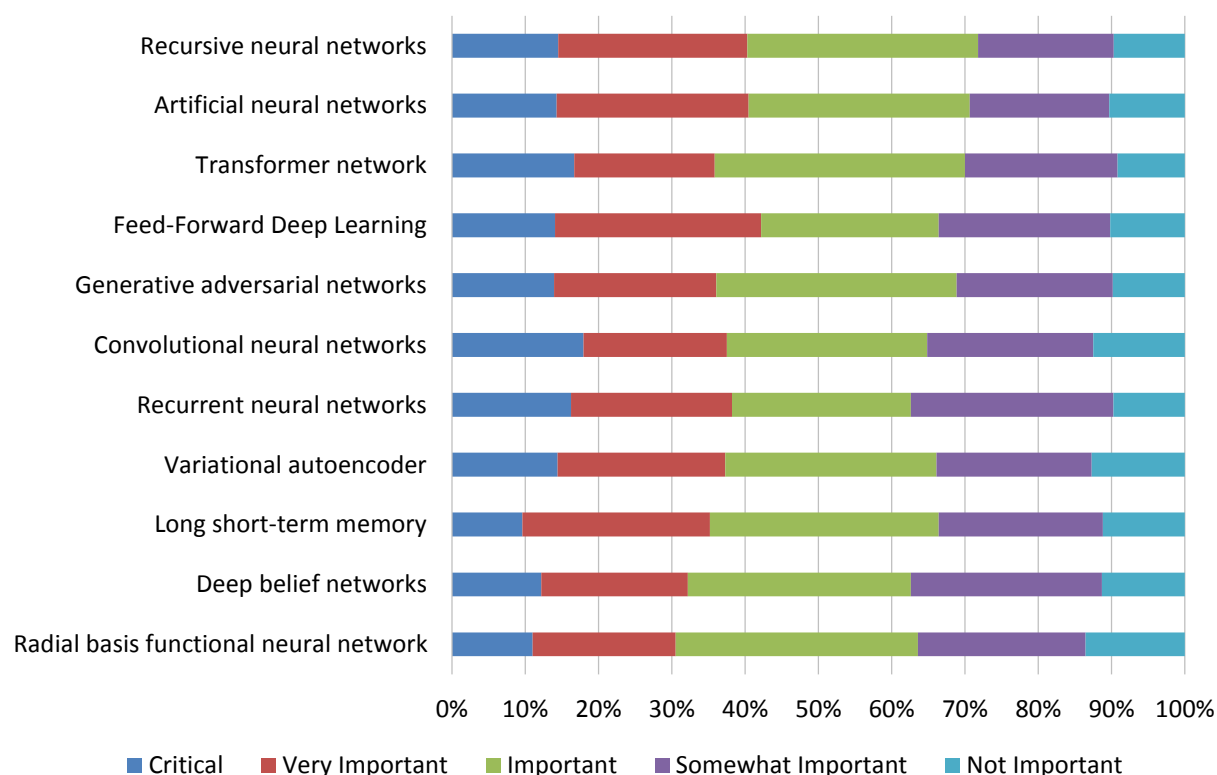 Recursive neural networks
Artificial neural networks
Transformer network
Feed-Forward Deep Learning
Generative adversarial networks
Convolutional neural networks
Recurrent neural networks
Variational autoencoder
Long short-term memory
Deep belief networks
Radial basis functional neural network
0% 10% 20% 30% 40% 50% 60% 70% 80% 90% 100%
Critical Very Important Important Somewhat Important Not Important